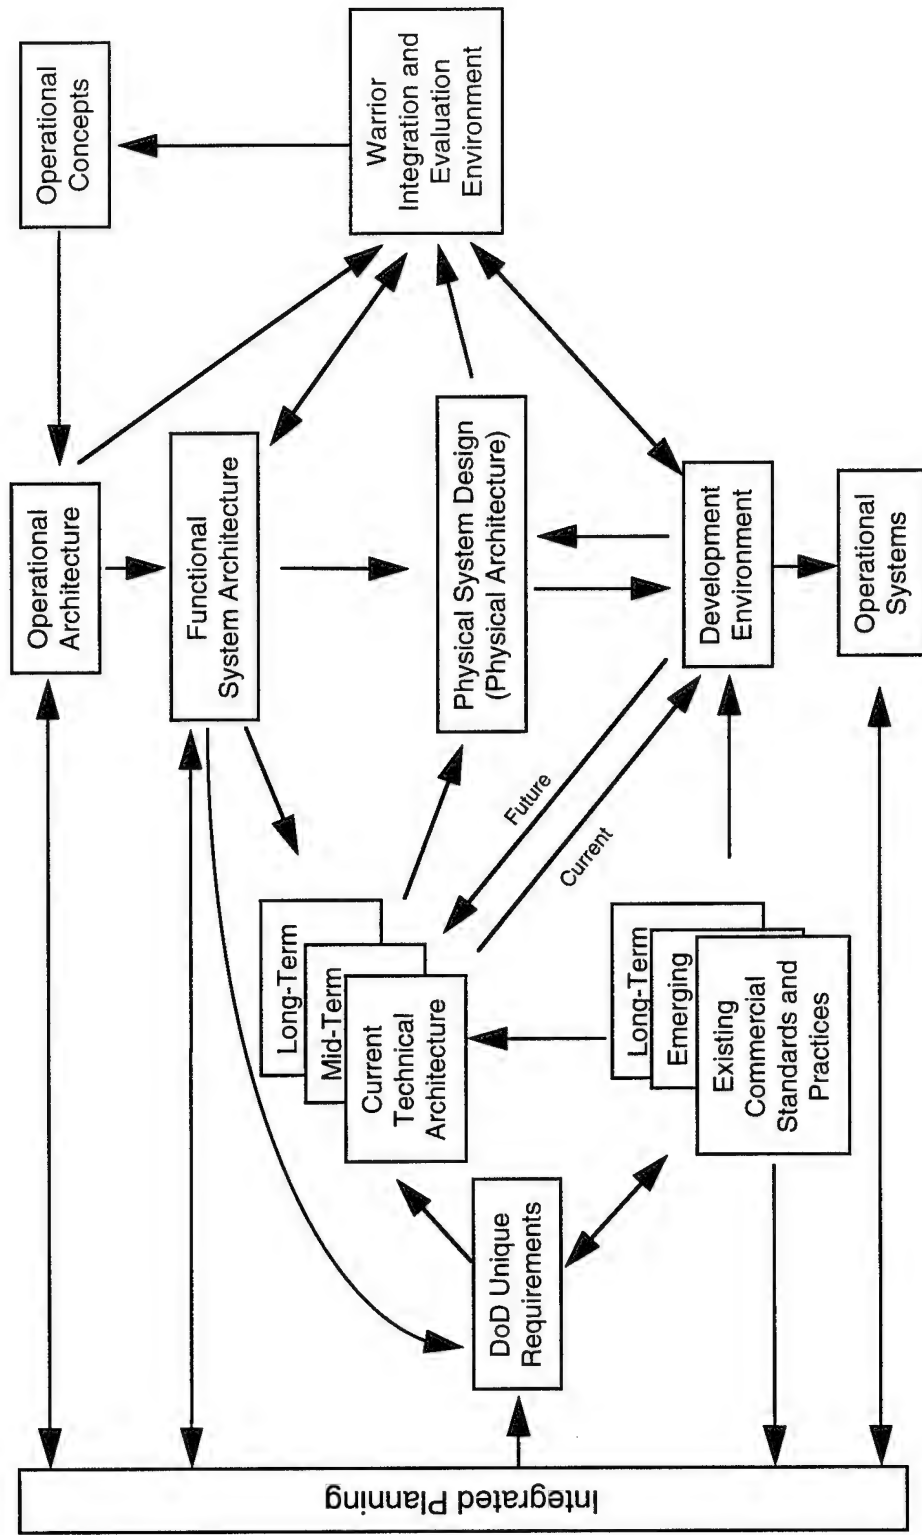 Integrated Planning
Operational
Architecture
Operational
Concepts
Functional
System Architecture
Long-Term
Mid-Term
Current
Technical
Architecture
Warrior
Integration and
Evaluation
Environment
Physical System Design
(Physical Architecture)
DoD Unique
Requirements
Future
Current
Long-Term
Emerging
Existing
Commercial
Standards and
Practices
Development
Environment
Operational
Systems